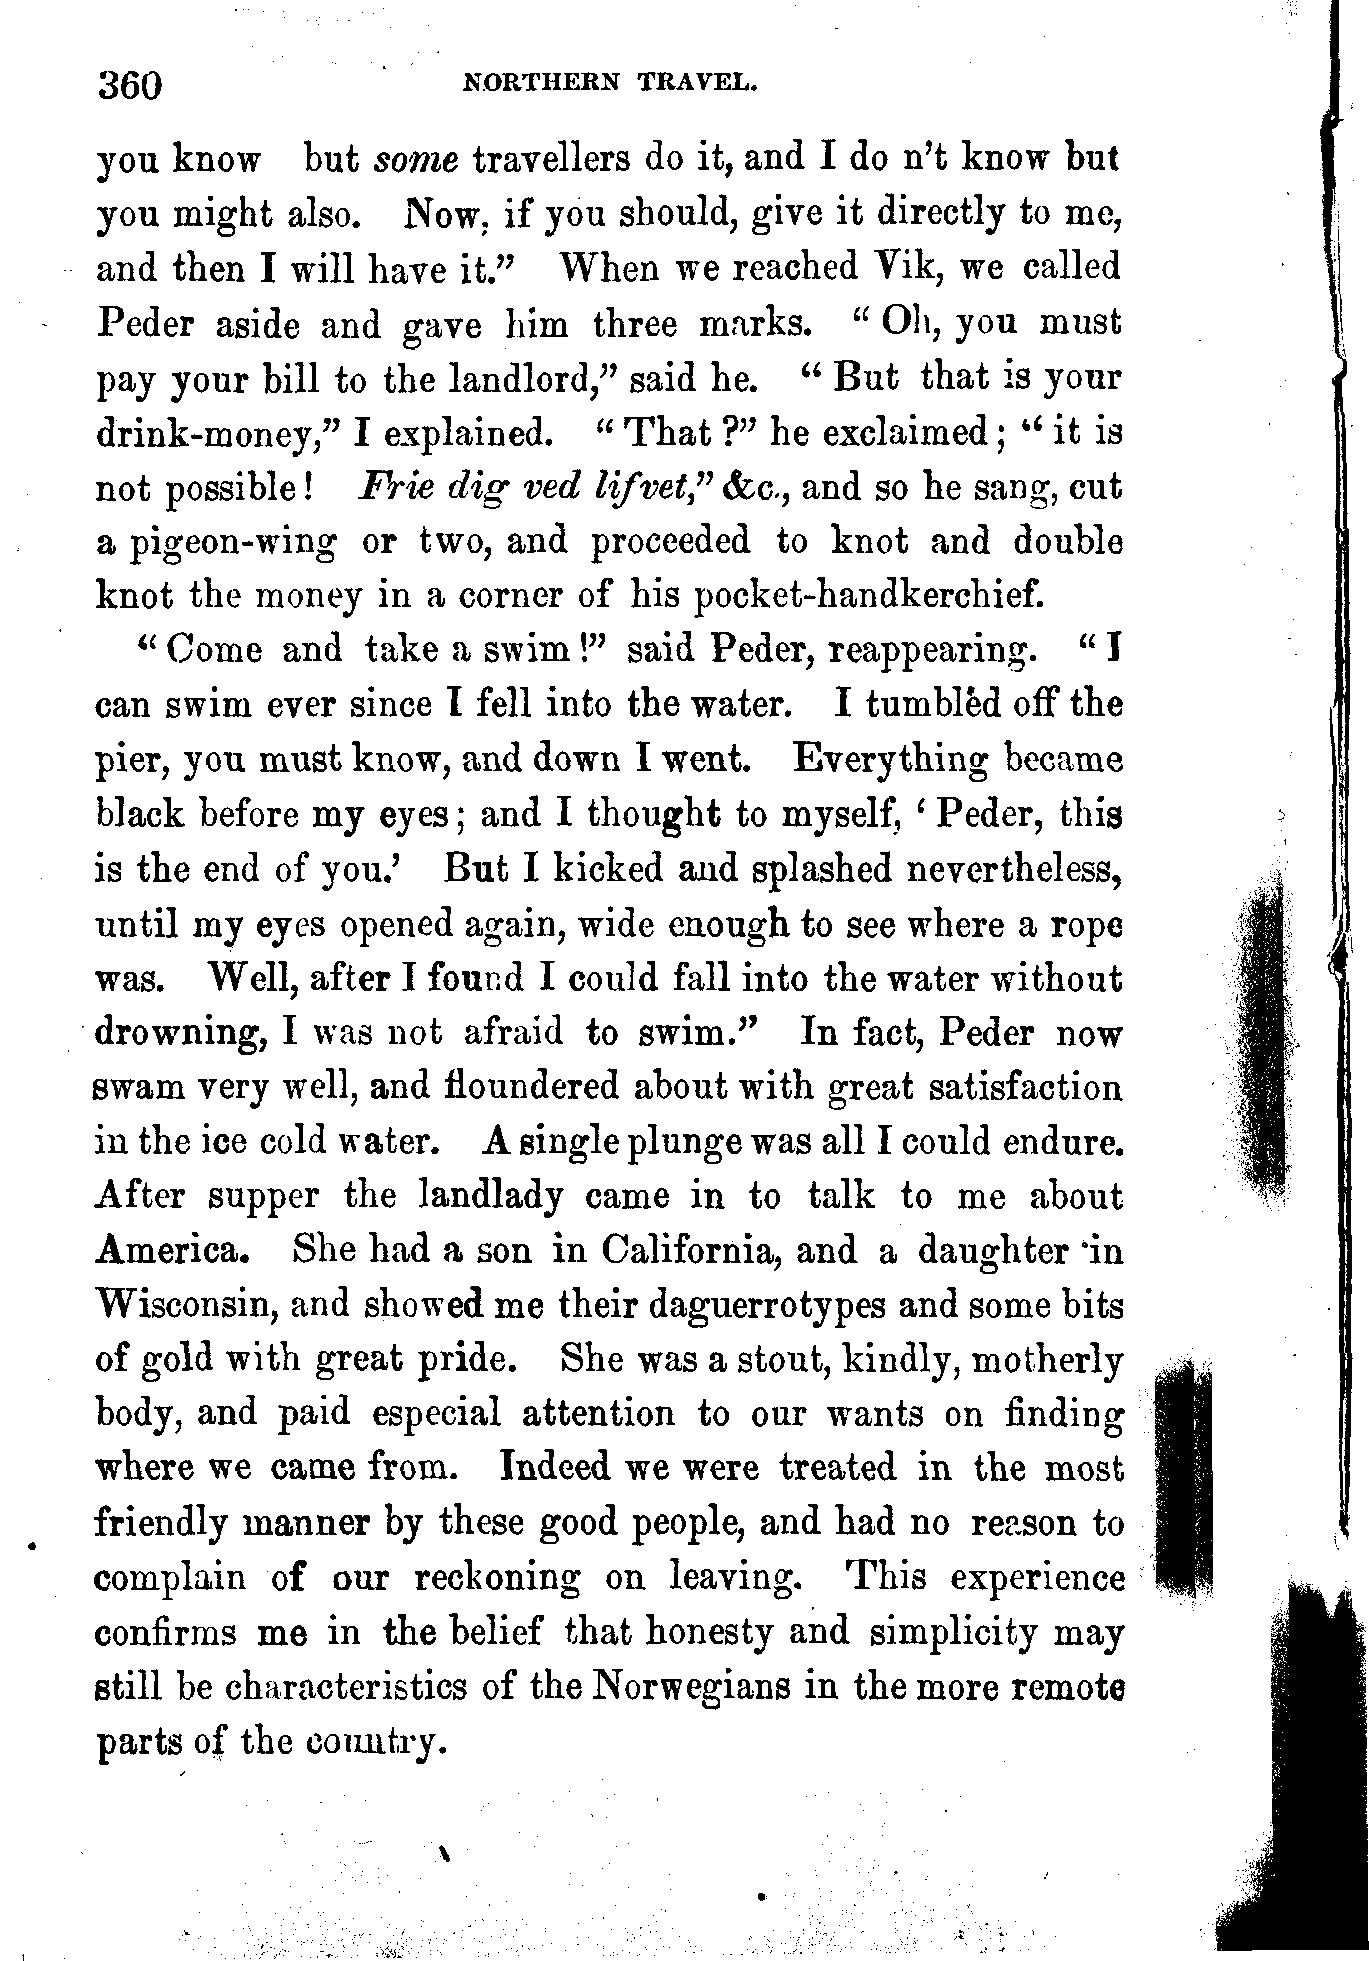 360 NORTHERN TRAVEL.
you know but some travellers do it, and I do n't know but
you might also. Now, if you should, give it directly to me,
and then I will have it.” When we reached Vik, we called
Peder aside and gave him three marks. “ Oh, you must
pay your bill to the landlord,” said he. “ But that is your
drink-money,” I explained. “ That ?” he exclaimed ; “ it is
not possible ! Frie dig ved lifvet,” &c., and so he sang, cut
a pigeon-wing or two, and proceeded to knot and double
knot the money in a corner of his pocket-handkerchief.
“ Come and take a swim !” said Peder, reappearing. “ I
can swim ever since I fell into the water. I tumbled off the
pier, you must know, and down I went. Everything became
black before my eyes ; and I thought to myself, ‘ Peder, this
is the end of you.’ But I kicked and splashed nevertheless,
until my eyes opened again, wide enough to see where a rope
was. Well, after I found I could fall into the water without
drowning, I was not afraid to swim.” In fact, Peder now
swam very well, and floundered about with great satisfaction
in the ice cold water. A single plunge was all I could endure.
After supper the landlady came in to talk to me about
America. She had a son in California, and a daughter in
Wisconsin, and showed me their daguerrotypes and some bits
of gold with great pride. She was a stout, kindly, motherly
body, and paid especial attention to our wants on finding
where we came from. Indeed we were treated in the most
friendly manner by these good people, and had no reason to
complain of our reckoning on leaving. This experience
confirms me in the belief that honesty and simplicity may
still be characteristics of the Norwegians in the more remote
parts of the country.